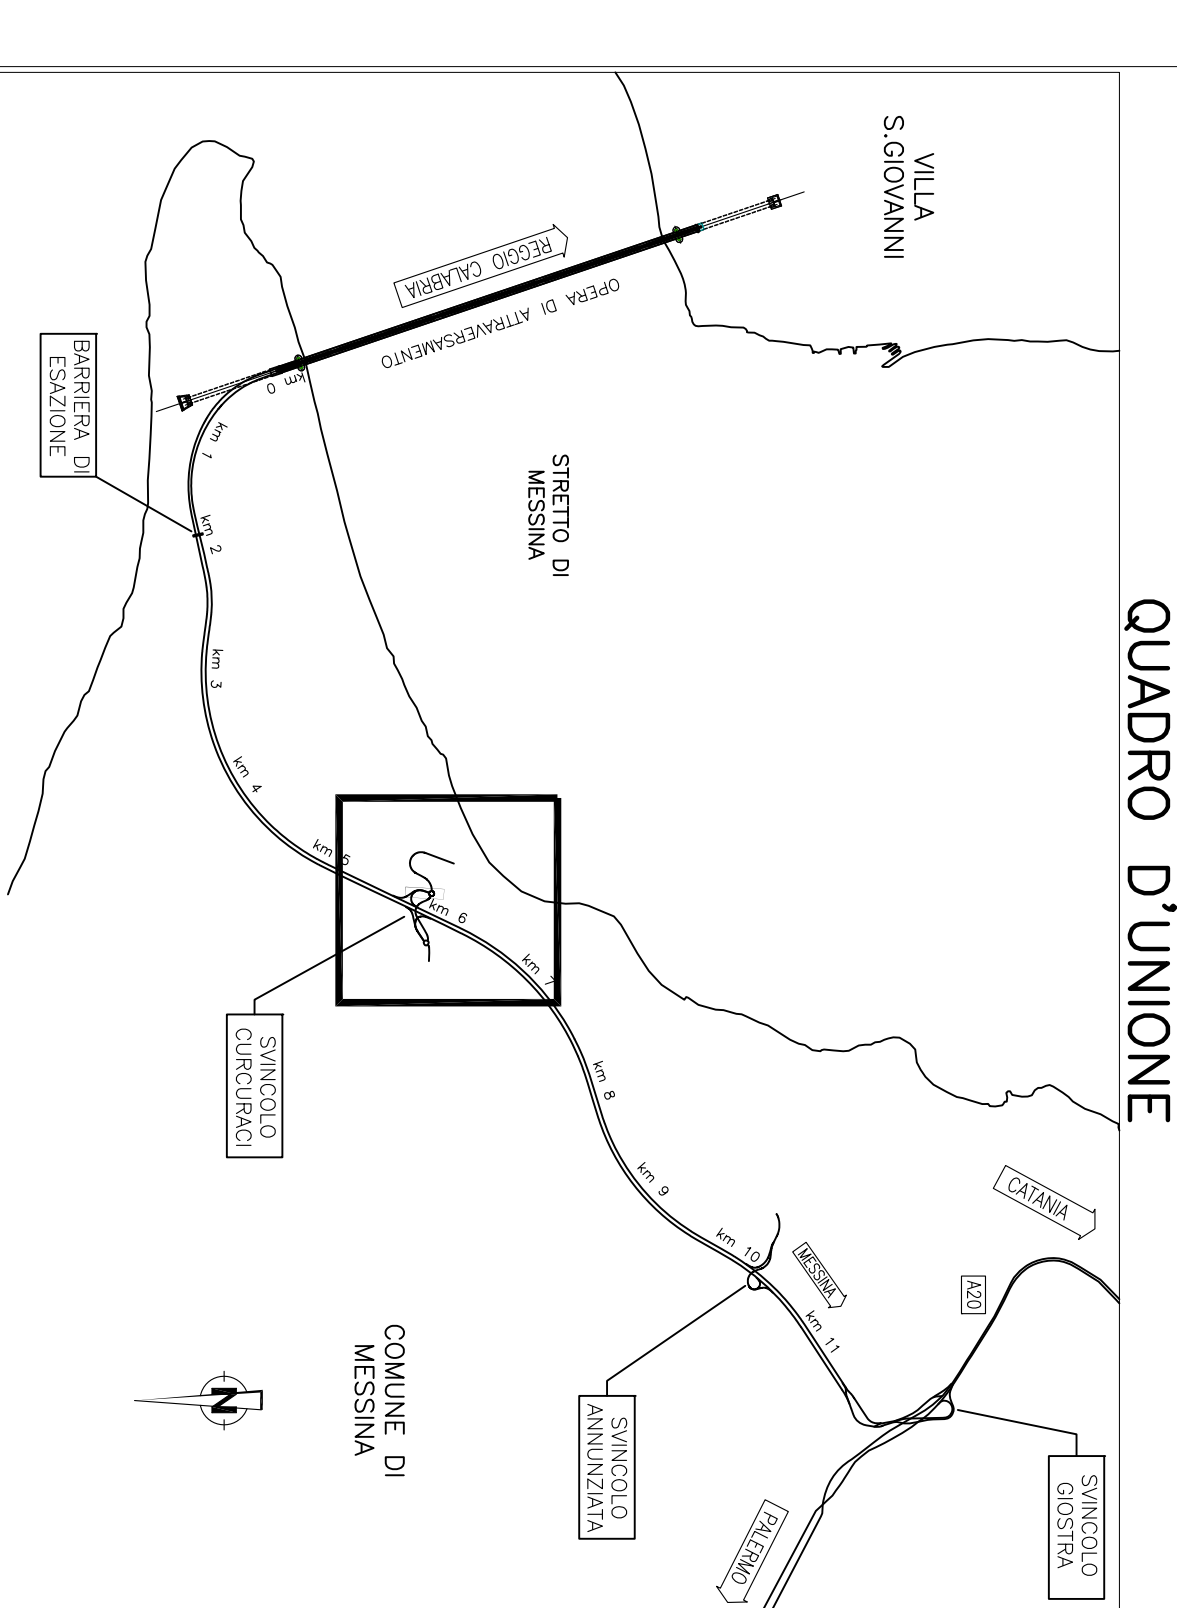 QUADRO D'UNIONE
VILLA
S.GIOVANNI
REGGIO CALABRIA
OPERA DI ATTRAVERSAMENTO
STRETTO DI
MESSINA
BARRIERA DI
ESAZIONE
km 0
km 1
km 2
km 3
km 4
km 5
km 6
km 7
km 8
km 9
km 10
km 11
SVINCOLO
CURCURACI
CATANIA
MESSINA
A20
SVINCOLO
ANNUNZIATA
SVINCOLO
GIOSTRA
PALERMO
COMUNE DI
MESSINA
N